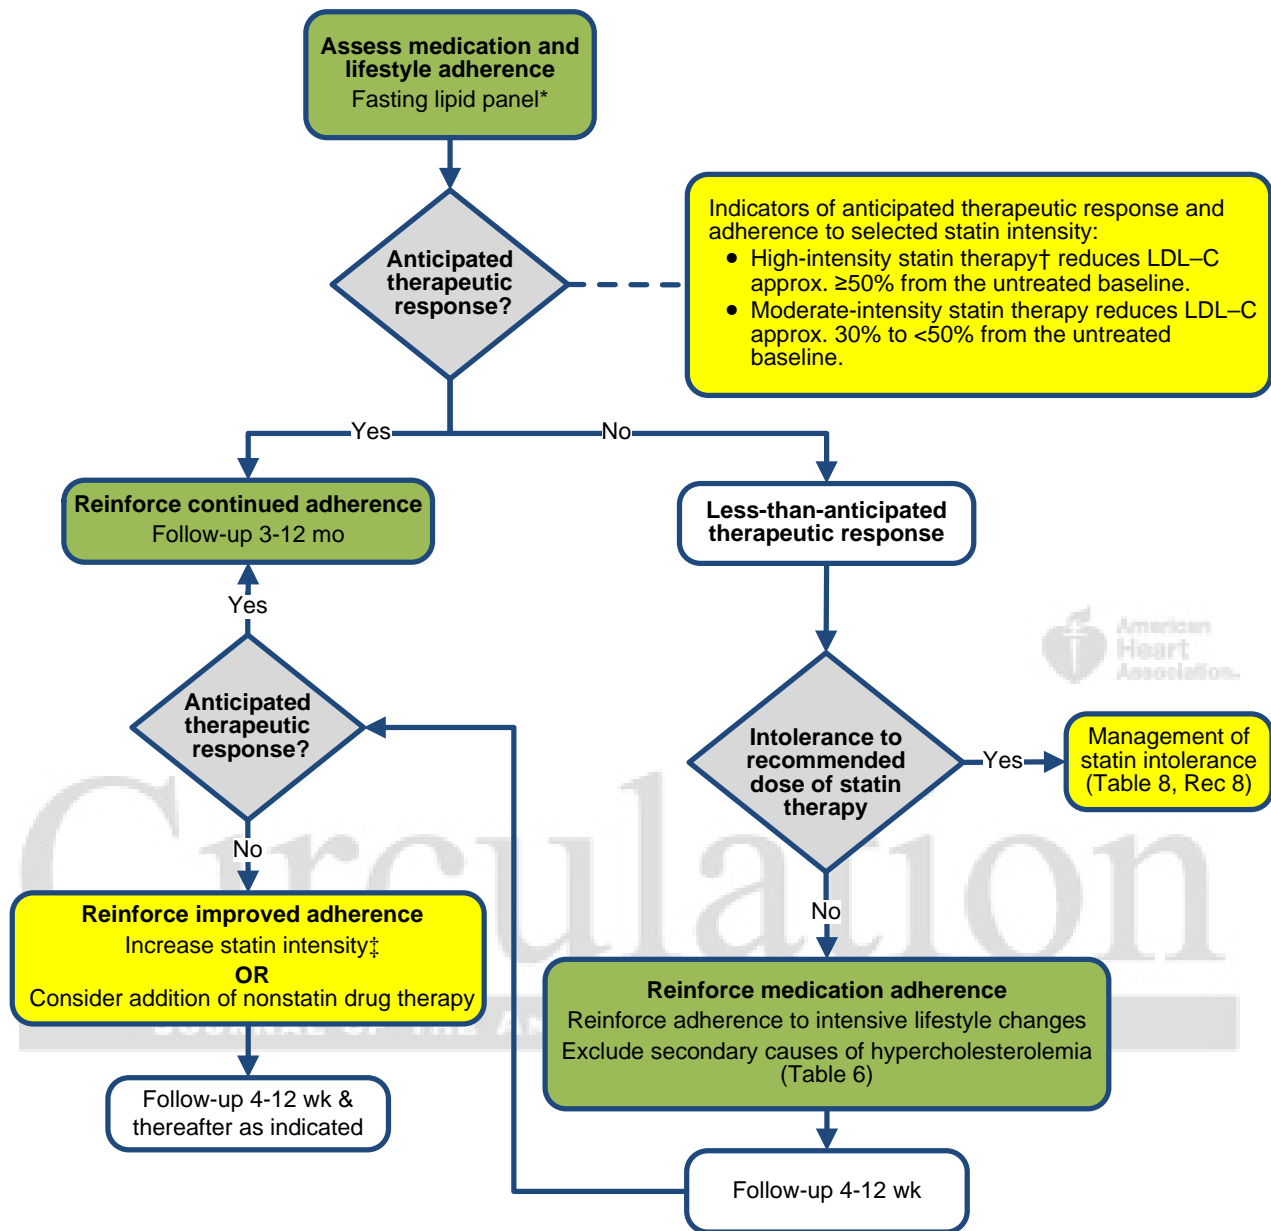 Assess medication and
lifestyle adherence
Fasting lipid panel*
Anticipated
therapeutic
response?
Indicators of anticipated therapeutic response and
adherence to selected statin intensity:
● High-intensity statin therapy† reduces LDL–C
approx. ≥50% from the untreated baseline.
● Moderate-intensity statin therapy reduces LDL–C
approx. 30% to <50% from the untreated
baseline.
Yes
No
Reinforce continued adherence
Follow-up 3-12 mo
Less-than-anticipated
therapeutic response
Yes
American
Heart
Association
Anticipated
therapeutic
response?
Intolerance to
recommended
dose of statin
therapy
Yes
Management of
statin intolerance
(Table 8, Rec 8)
Circulation
No
No
Reinforce improved adherence
Increase statin intensity‡
OR
Consider addition of nonstatin drug therapy
Reinforce medication adherence
Reinforce adherence to intensive lifestyle changes
Exclude secondary causes of hypercholesterolemia
(Table 6)
JOURNAL OF THE
Follow-up 4-12 wk &
thereafter as indicated
Follow-up 4-12 wk